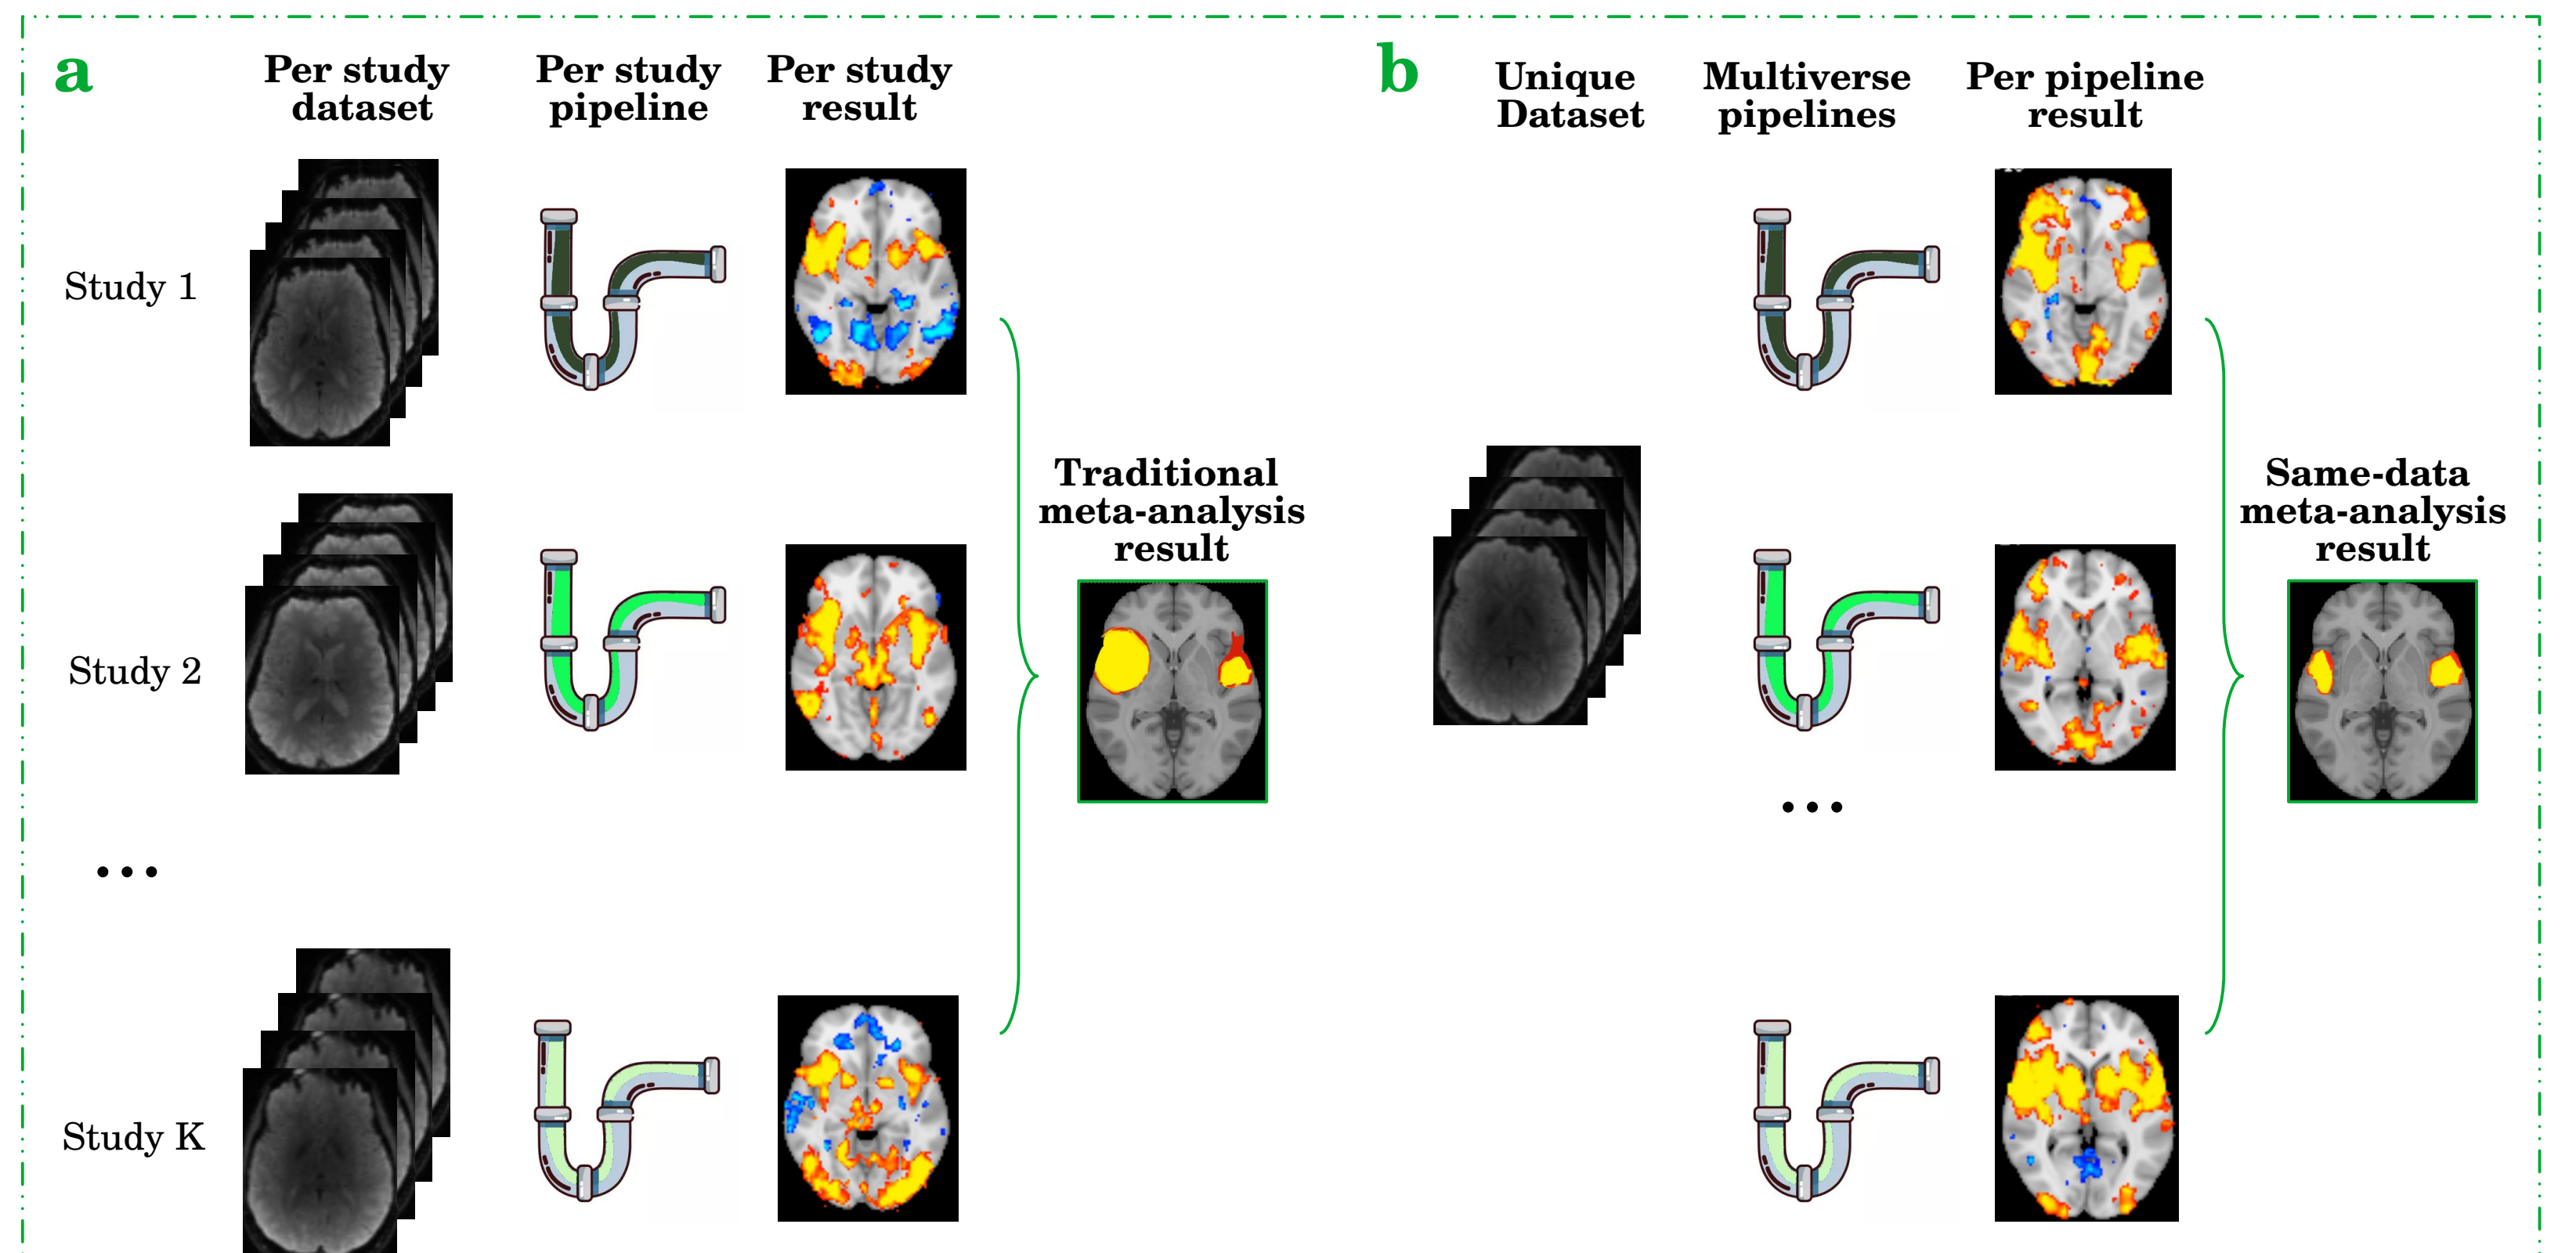 a
Per study
dataset
Per study
pipeline
Per study
result
Study 1
Study 2
...
Study K
Traditional
meta-analysis
result
b
Unique
Dataset
Multiverse
pipelines
Per pipeline
result
...
Same-data
meta-analysis
result